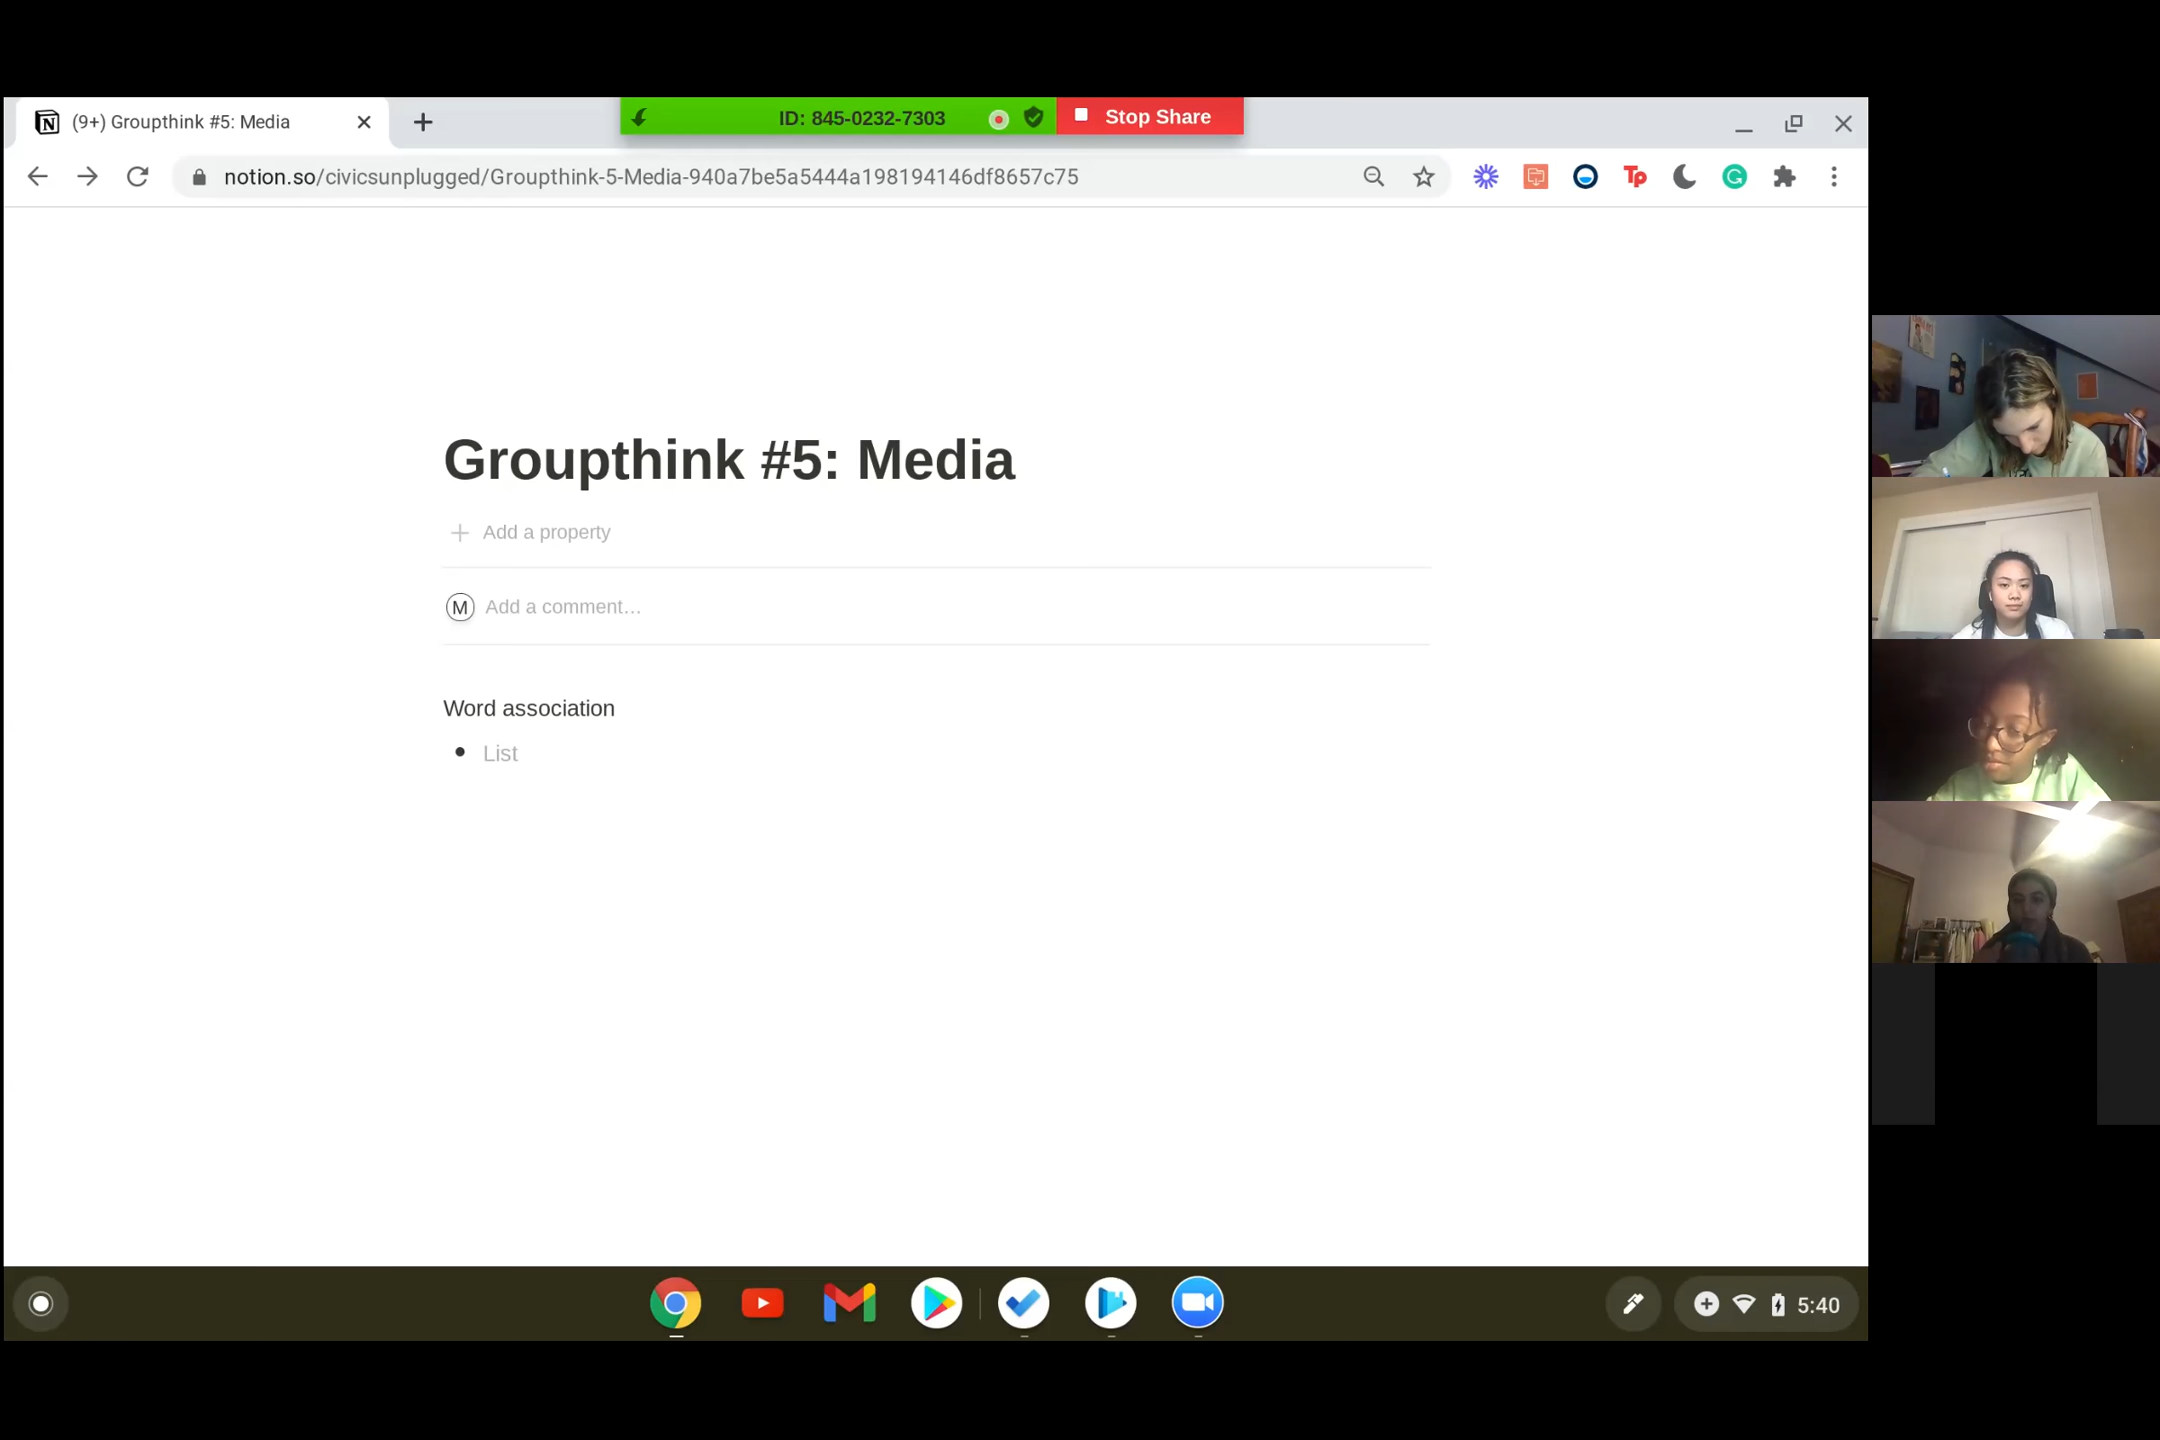 (9+) Groupthink #5: Media
ID: 845-0232-7303
Stop Share
notion.so/civicsunplugged/Groupthink-5-Media-940a7be5a5444a198194146df8657c75
Tp
Groupthink #5: Media
Add a property
M Add a comment…
Word association
• List
5:40